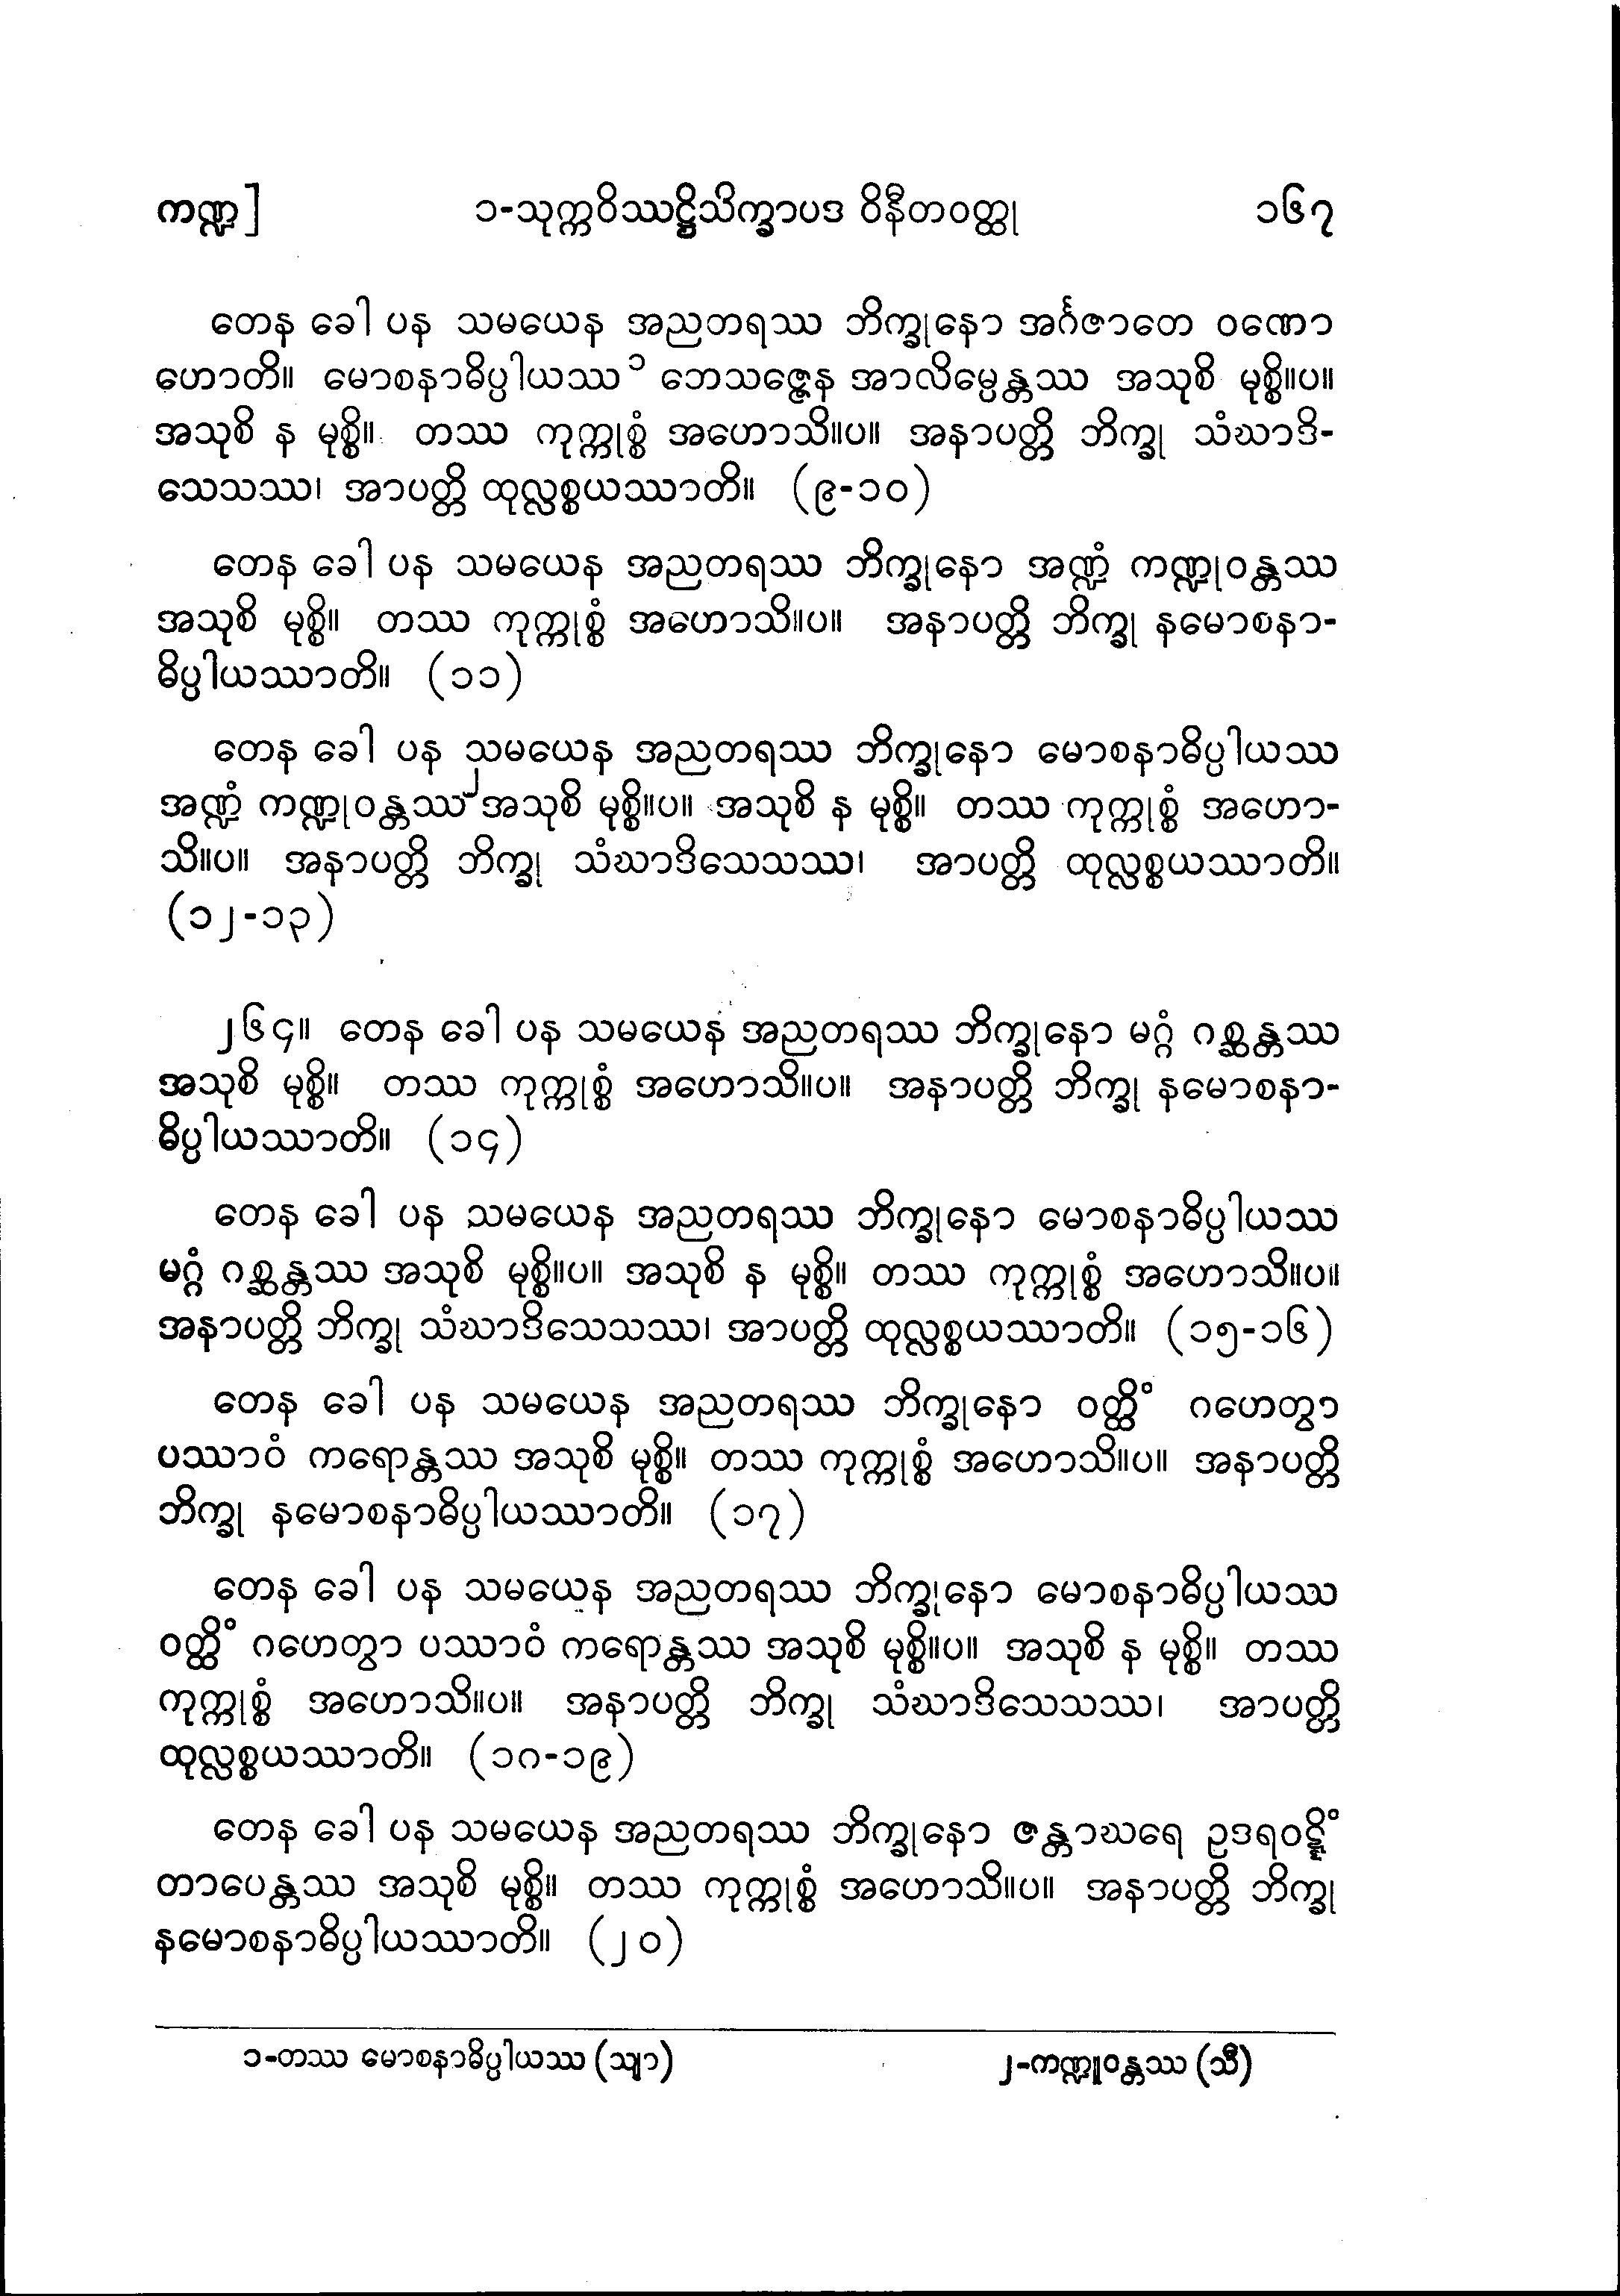 ကဏ္ဍ] ၁-သုက္ကဝိဿဋ္ဌိသိက္ခာပဒ ဝိနီတဝတ္ထု ၁၆၇
တေန ခေါ ပန သမယေန အညတရဿ ဘိက္ခုနော အင်္ဂဇာတေ ဝဏော
ဟောတိ။ မောစနာဓိပ္ပါယဿ ၁ ဘေသဇ္ဇေန အာလိမ္ပေန္တဿ အသုစိ မုစ္စိ။ပ။
အသုစိ န မုစ္စိ။ တဿ ကုက္ကုစ္စံ အဟောသိ။ပ။ အနာပတ္တိ ဘိက္ခု သံဃာဒိ-
သေသဿ၊ အာပတ္တိ ထုလ္လစ္စယဿာတိ။ (၉-၁၀)
တေန ခေါ ပန သမယေန အညတရဿ ဘိက္ခုနော အဏ္ဍံ ကဏ္ဍုဝန္တဿ
အသုစိ မုစ္စိ။ တဿ ကုက္ကုစ္စံ အဟောသိ။ပ။ အနာပတ္တိ ဘိက္ခု နမောစနာ-
ဓိပ္ပါယဿာတိ။ (၁၁)
တေန ခေါ ပန သမယေန အညတရဿ ဘိက္ခုနော မောစနာဓိပ္ပါယဿ
အဏ္ဍံ ကဏ္ဍုဝန္တဿ ၂ အသုစိ မုစ္စိ။ပ။ အသုစိ န မုစ္စိ။ တဿ ကုက္ကုစ္စံ အဟော-
သိ။ပ။ အနာပတ္တိ ဘိက္ခု သံဃာဒိသေသဿ၊ အာပတ္တိ ထုလ္လစ္စယဿာတိ။
(၁၂-၁၃)
၂၆၄။ တေန ခေါ ပန သမယေန အညတရဿ ဘိက္ခုနော မဂ္ဂံ ဂစ္ဆန္တဿ
အသုစိ မုစ္စိ။ တဿ ကုက္ကုစ္စံ အဟောသိ။ပ။ အနာပတ္တိ ဘိက္ခု နမောစနာ-
ဓိပ္ပါယဿာတိ။ (၁၄)
တေန ခေါ ပန သမယေန အညတရဿ ဘိက္ခုနော မောစနာဓိပ္ပါယဿ
မဂ္ဂံ ဂစ္ဆန္တဿ အသုစိ မုစ္စိ။ပ။ အသုစိ န မုစ္စိ။ တဿ ကုက္ကုစ္စံ အဟောသိ။ပ။
အနာပတ္တိ ဘိက္ခု သံဃာဒိသေသဿ၊ အာပတ္တိ ထုလ္လစ္စယဿာတိ။ (၁၅-၁၆)
တေန ခေါ ပန သမယေန အညတရဿ ဘိက္ခုနော ဝတ္ထိံ ဂဟေတွာ
ပဿာဝံ ကရောန္တဿ အသုစိ မုစ္စိ။ တဿ ကုက္ကုစ္စံ အဟောသိ။ပ။ အနာပတ္တိ
ဘိက္ခု နမောစနာဓိပ္ပါယဿာတိ။ (၁၇)
တေန ခေါ ပန သမယေန အညတရဿ ဘိက္ခုနော မောစနာဓိပ္ပါယဿ
ဝတ္ထိံ ဂဟေတွာ ပဿာဝံ ကရောန္တဿ အသုစိ မုစ္စိ။ပ။ အသုစိ န မုစ္စိ။ တဿ
ကုက္ကုစ္စံ အဟောသိ။ပ။ အနာပတ္တိ ဘိက္ခု သံဃာဒိသေသဿ၊ အာပတ္တိ
ထုလ္လစ္စယဿာတိ။ (၁၈-၁၉)
တေန ခေါ ပန သမယေန အညတရဿ ဘိက္ခုနော ဇန္တာဃရေ ဥဒရဝဋ္ဋိံ
တာပေန္တဿ အသုစိ မုစ္စိ။ တဿ ကုက္ကုစ္စံ အဟောသိ။ပ။ အနာပတ္တိ ဘိက္ခု
နမောစနာဓိပ္ပါယဿာတိ။ (၂၀)
၁-တဿ မောစနာဓိပ္ပါယဿ (သျာ) ၂-ကဏ္ဍူဝန္တဿ (သီ)